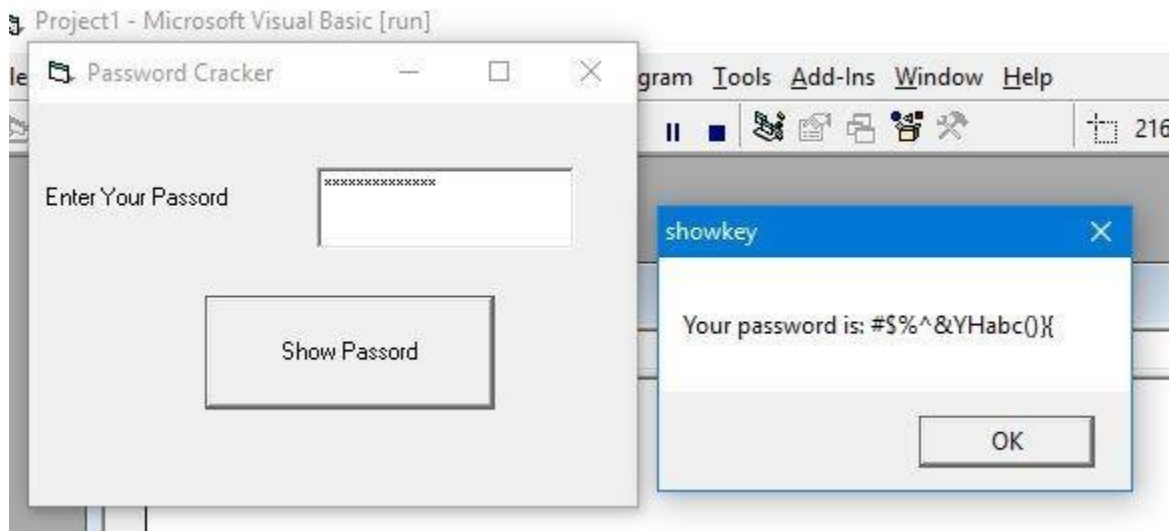 Project1 - Microsoft Visual Basic [run]
Password Cracker
le
gram Tools Add-Ins Window Help
216
Enter Your Passord
××××××××××××××
Show Passord
showkey
Your password is: #$%^&YHabc(){
OK